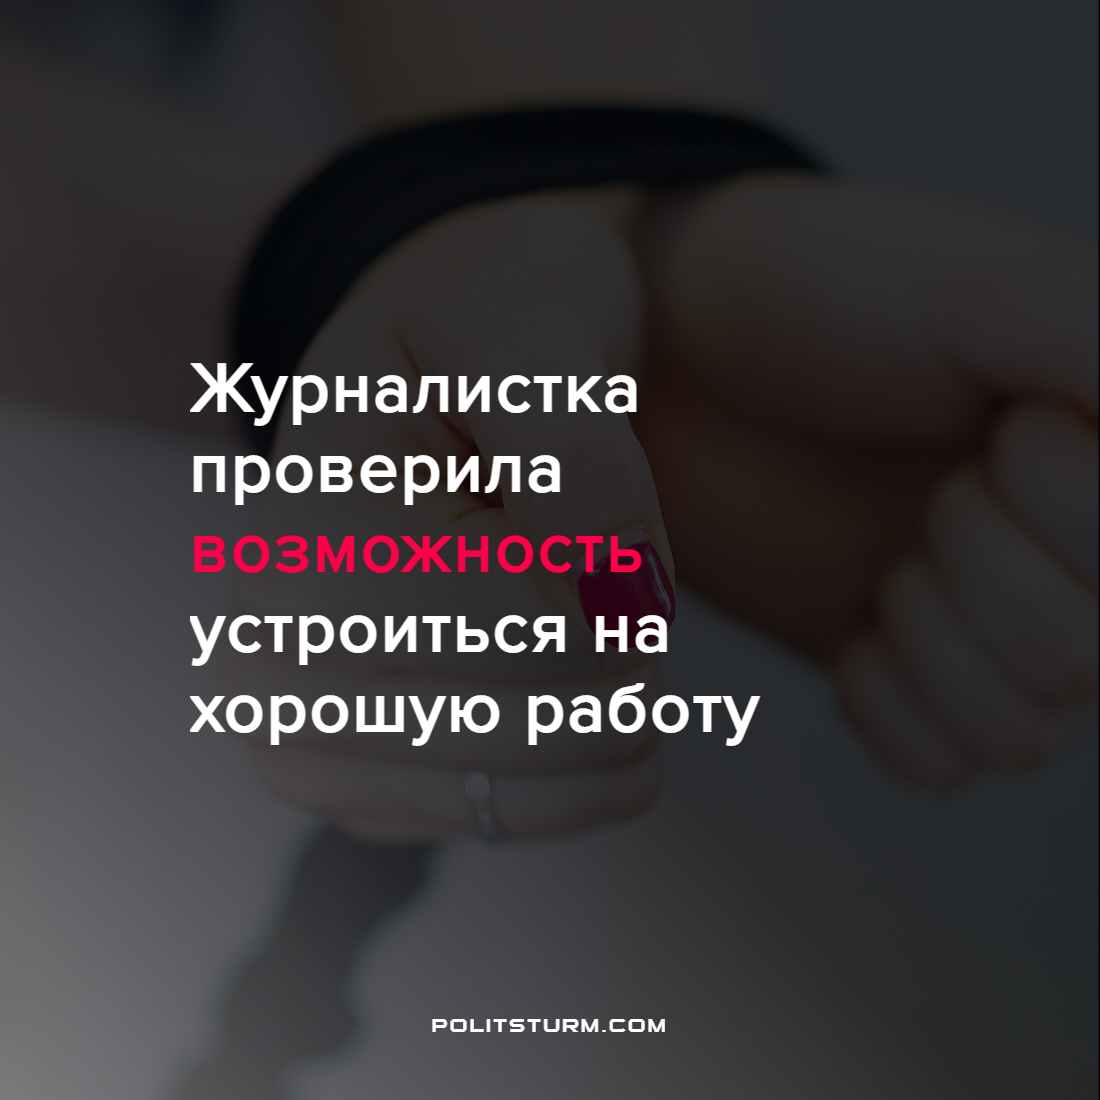 Журналистка
проверила
возможность
устроиться на
хорошую работу
POLITSTURM.COM